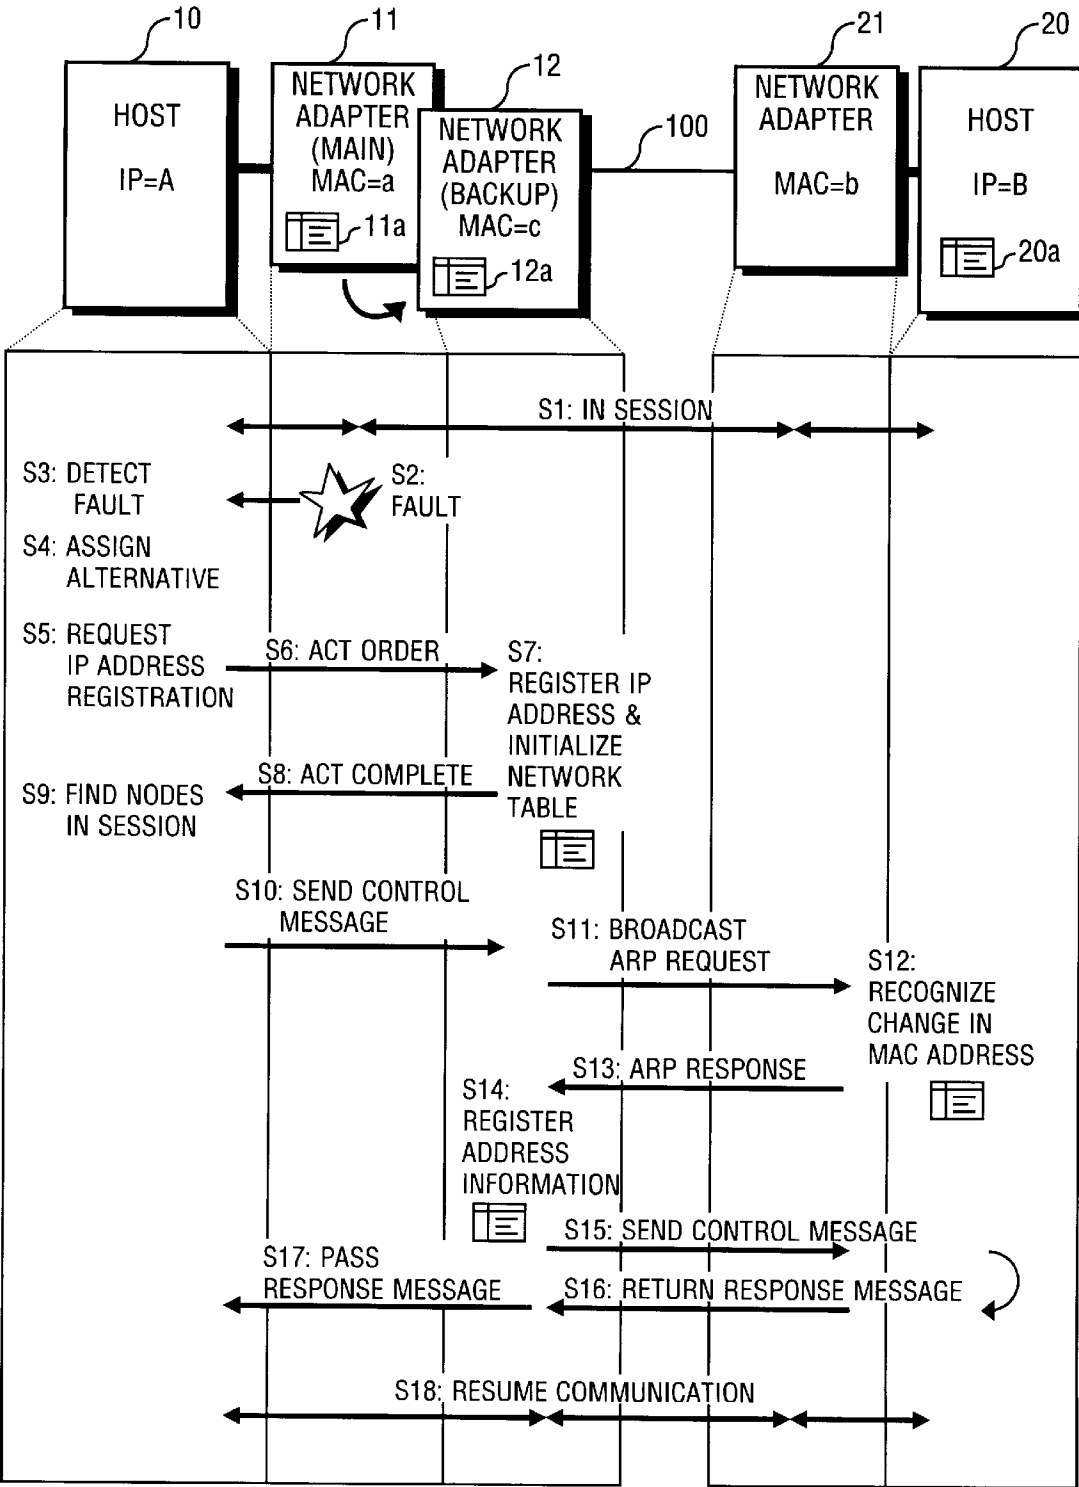 10
11
12
21
20
HOST
IP=A
NETWORK
ADAPTER
(MAIN)
MAC=a
11a
NETWORK
ADAPTER
(BACKUP)
MAC=c
12a
100
NETWORK
ADAPTER
MAC=b
HOST
IP=B
20a
S1: IN SESSION
S2:
FAULT
S3: DETECT
FAULT
S4: ASSIGN
ALTERNATIVE
S5: REQUEST
IP ADDRESS
REGISTRATION
S6: ACT ORDER
S7:
REGISTER IP
ADDRESS &
INITIALIZE
NETWORK
TABLE
S8: ACT COMPLETE
S9: FIND NODES
IN SESSION
S10: SEND CONTROL
MESSAGE
S11: BROADCAST
ARP REQUEST
S12:
RECOGNIZE
CHANGE IN
MAC ADDRESS
S13: ARP RESPONSE
S14:
REGISTER
ADDRESS
INFORMATION
S15: SEND CONTROL MESSAGE
S16: RETURN RESPONSE MESSAGE
S17: PASS
RESPONSE MESSAGE
S18: RESUME COMMUNICATION